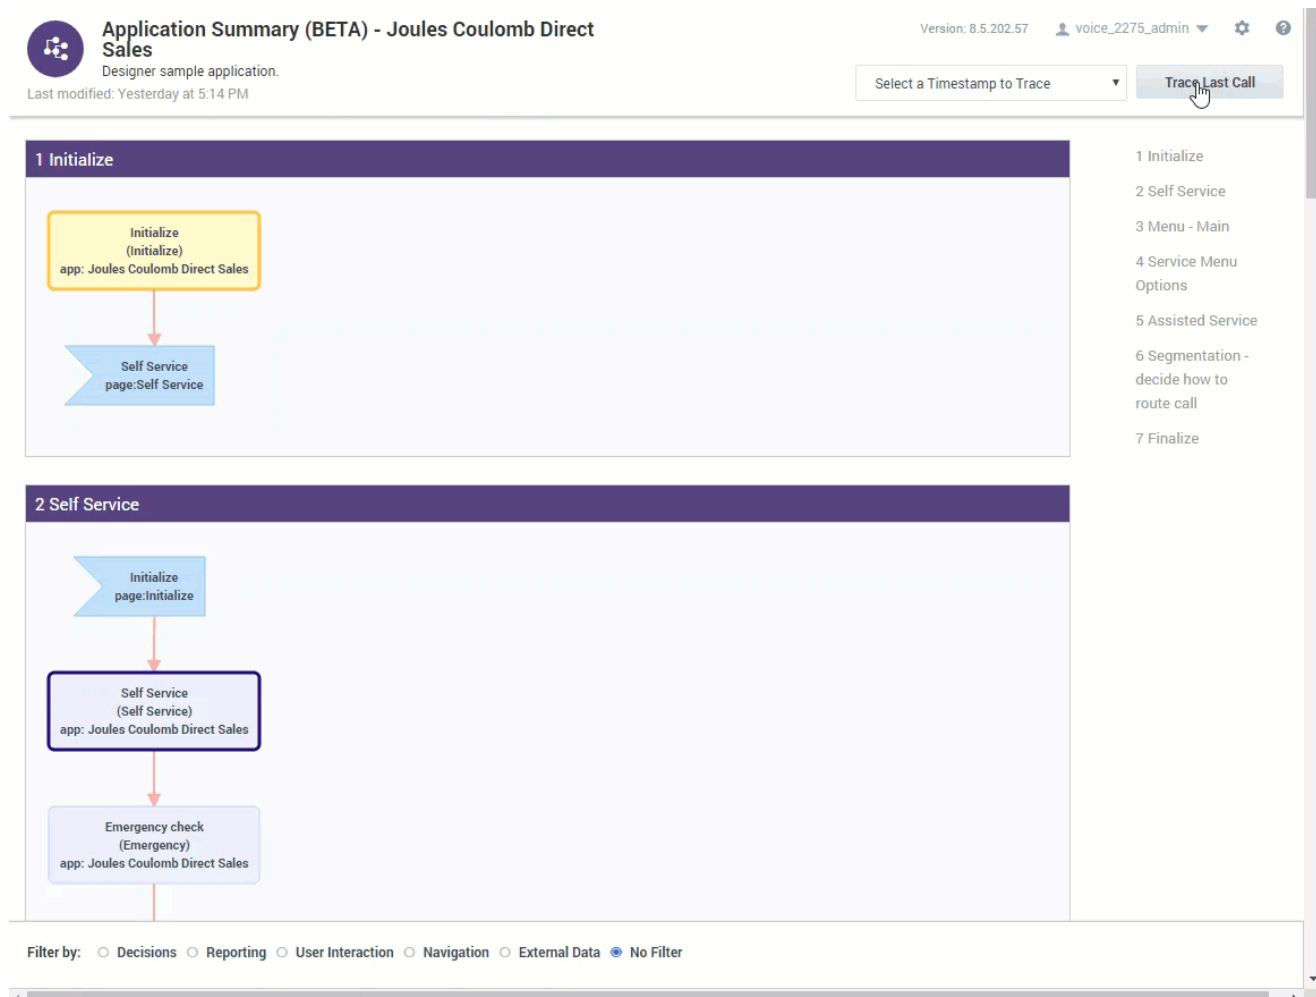 Application Summary (BETA) - Joules Coulomb Direct
Sales
Designer sample application.
Last modified: Yesterday at 5:14 PM
Version: 8.5.202.57
voice_2275_admin
Select a Timestamp to Trace
Trace Last Call
1 Initialize
Initialize
(Initialize)
app: Joules Coulomb Direct Sales
Self Service
page:Self Service
2 Self Service
Initialize
page:Initialize
Self Service
(Self Service)
app: Joules Coulomb Direct Sales
Emergency check
(Emergency)
app: Joules Coulomb Direct Sales
1 Initialize
2 Self Service
3 Menu - Main
4 Service Menu
Options
5 Assisted Service
6 Segmentation -
decide how to
route call
7 Finalize
Filter by: Decisions Reporting User Interaction Navigation External Data No Filter